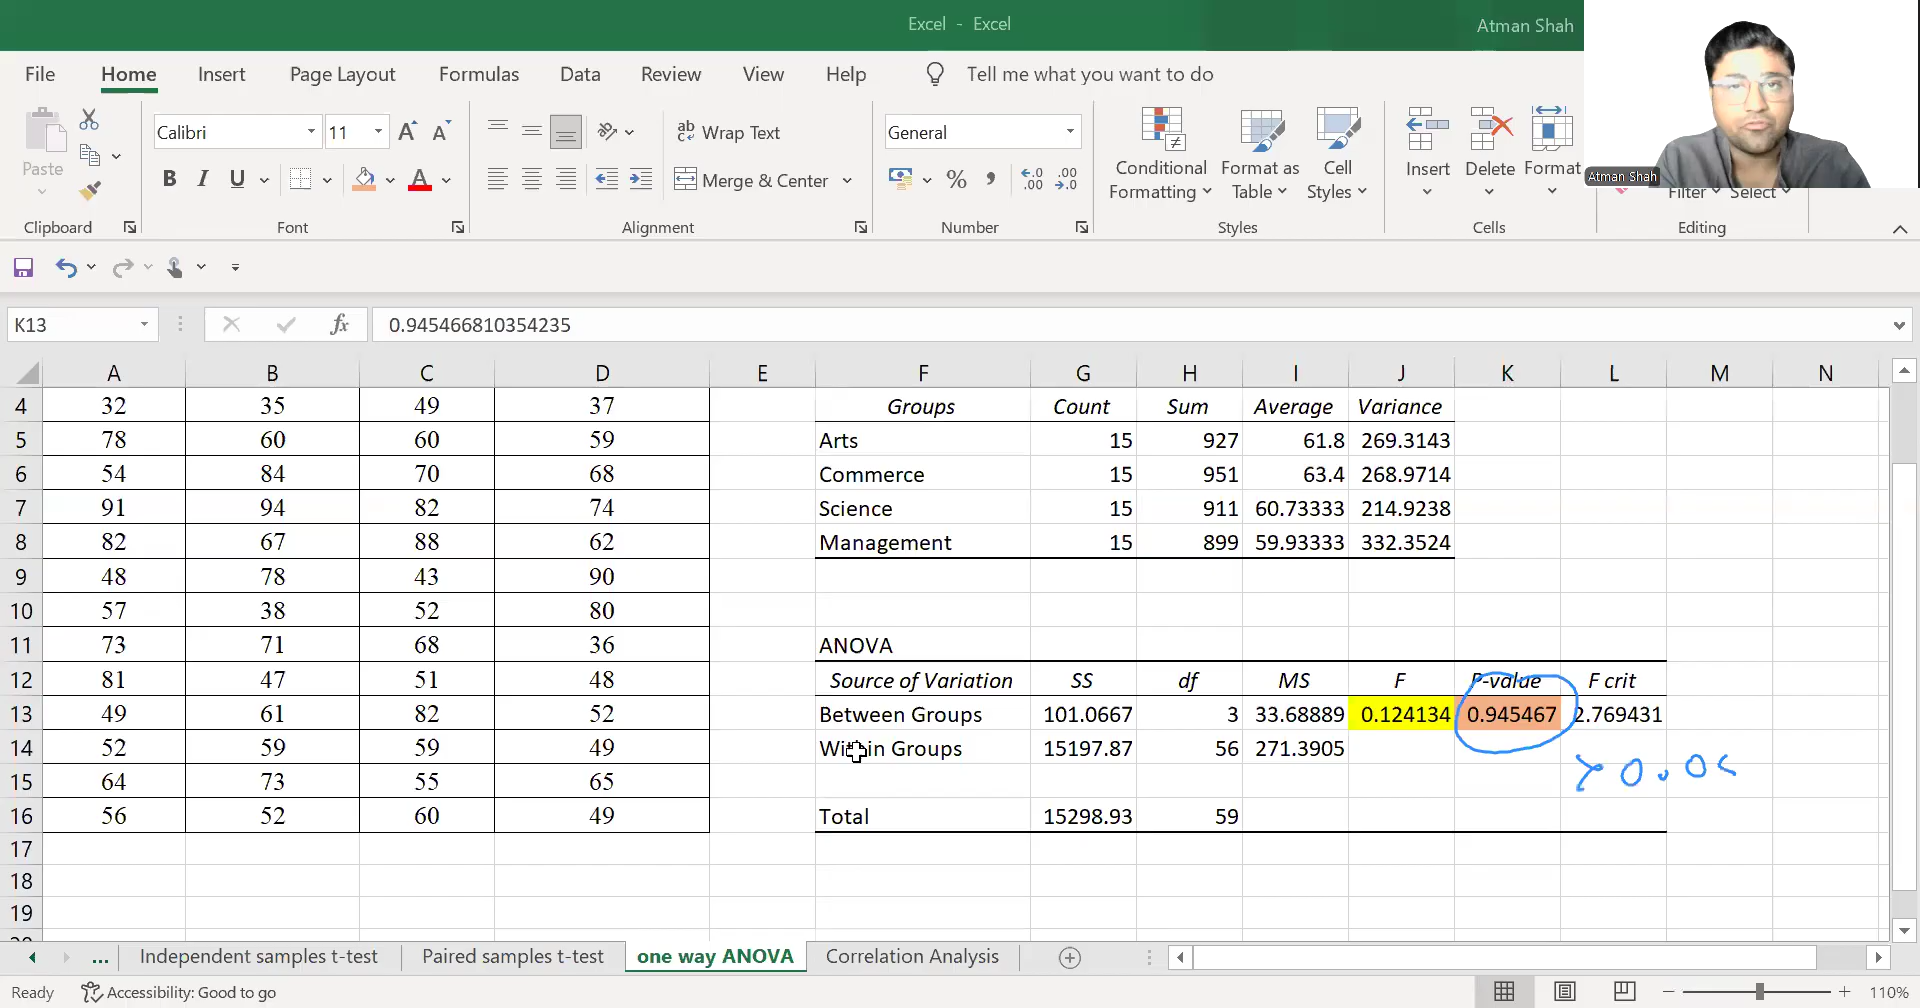 Excel - Excel
Atman Shah
File Home Insert Page Layout Formulas Data Review View Help Tell me what you want to do
Calibri 11 A A ab c Wrap Text General
Paste B I U A Merge & Center % , .00 .00 Conditional Formatting Format as Table Cell Styles Insert Delete Format Filter Select
Atman Shah
Clipboard Font Alignment Number Styles Cells Editing
K13 fx 0.945466810354235
A B C D E F G H I J K L M N
4 32 35 49 37 Groups Count Sum Average Variance
5 78 60 60 59 Arts 15 927 61.8 269.3143
6 54 84 70 68 Commerce 15 951 63.4 268.9714
7 91 94 82 74 Science 15 911 60.73333 214.9238
8 82 67 88 62 Management 15 899 59.93333 332.3524
9 48 78 43 90
10 57 38 52 80
11 73 71 68 36 ANOVA
12 81 47 51 48 Source of Variation SS df MS F P-value F crit
13 49 61 82 52 Between Groups 101.0667 3 33.68889 0.124134 0.945467 2.769431
14 52 59 59 49 Within Groups 15197.87 56 271.3905
15 64 73 55 65
16 56 52 60 49 Total 15298.93 59
17
18
19
... Independent samples t-test Paired samples t-test one way ANOVA Correlation Analysis
Ready Accessibility: Good to go 110%